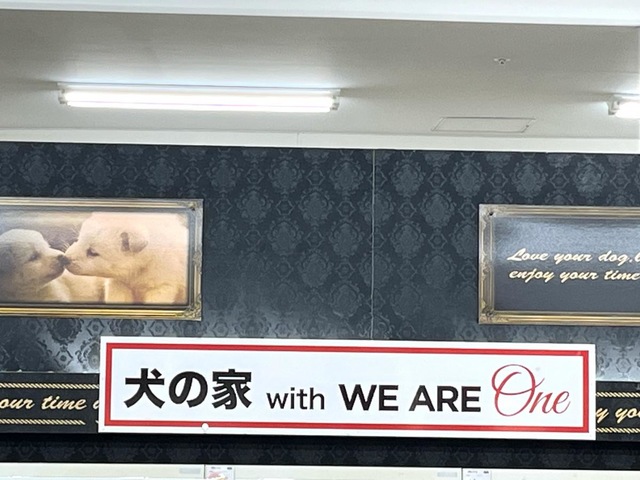 Love your dog,
enjoy your time
犬の家 with WE ARE One
our time